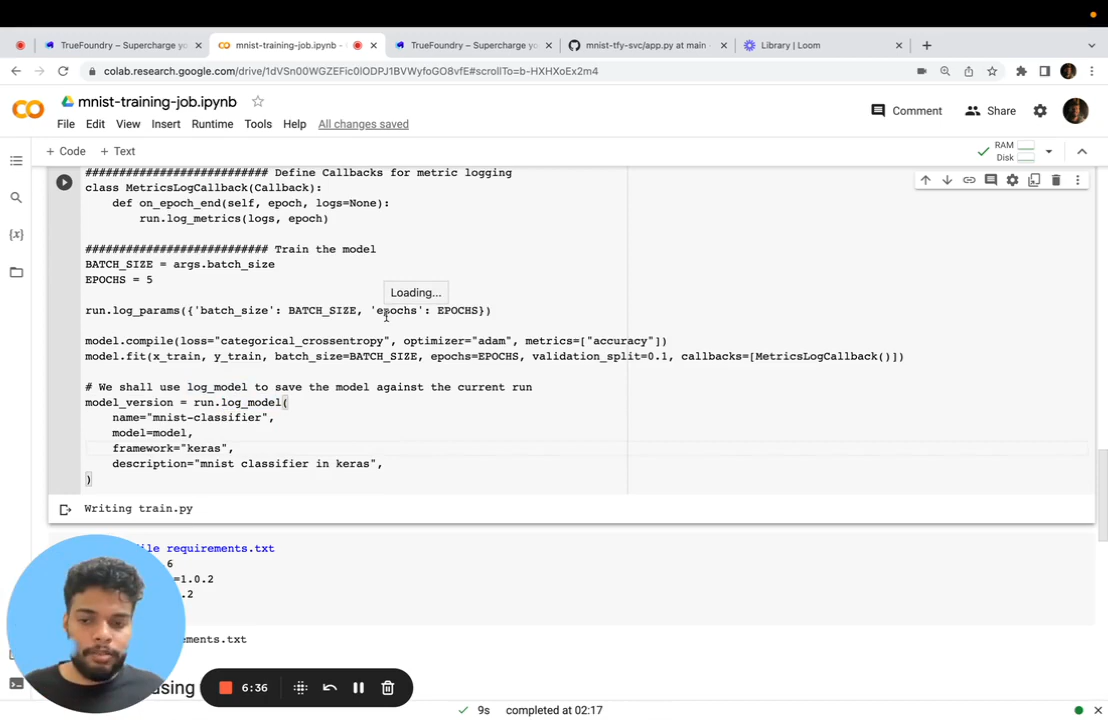 TrueFoundry – Supercharge yo
mnist-training-job.ipynb -
TrueFoundry – Supercharge yo
mnist-tfy-svc/app.py at main ·
Library | Loom
colab.research.google.com/drive/1dVSn00WGZEFic0lODPJ1BVWyfoGO8vfE#scrollTo=b-HXHXoEx2m4
CO
mnist-training-job.ipynb
Comment
Share
File Edit View Insert Runtime Tools Help All changes saved
+ Code + Text
RAM
Disk
########################### Define Callbacks for metric logging
class MetricsLogCallback(Callback):
    def on_epoch_end(self, epoch, logs=None):
        run.log_metrics(logs, epoch)
########################### Train the model
BATCH_SIZE = args.batch_size
EPOCHS = 5
Loading...
run.log_params({'batch_size': BATCH_SIZE, 'epochs': EPOCHS})
model.compile(loss="categorical_crossentropy", optimizer="adam", metrics=["accuracy"])
model.fit(x_train, y_train, batch_size=BATCH_SIZE, epochs=EPOCHS, validation_split=0.1, callbacks=[MetricsLogCallback()])
# We shall use log_model to save the model against the current run
model_version = run.log_model(
    name="mnist-classifier",
    model=model,
    framework="keras",
    description="mnist classifier in keras",
)
Writing train.py
file requirements.txt
6
=1.0.2
.2
ements.txt
using
6:36
9s completed at 02:17